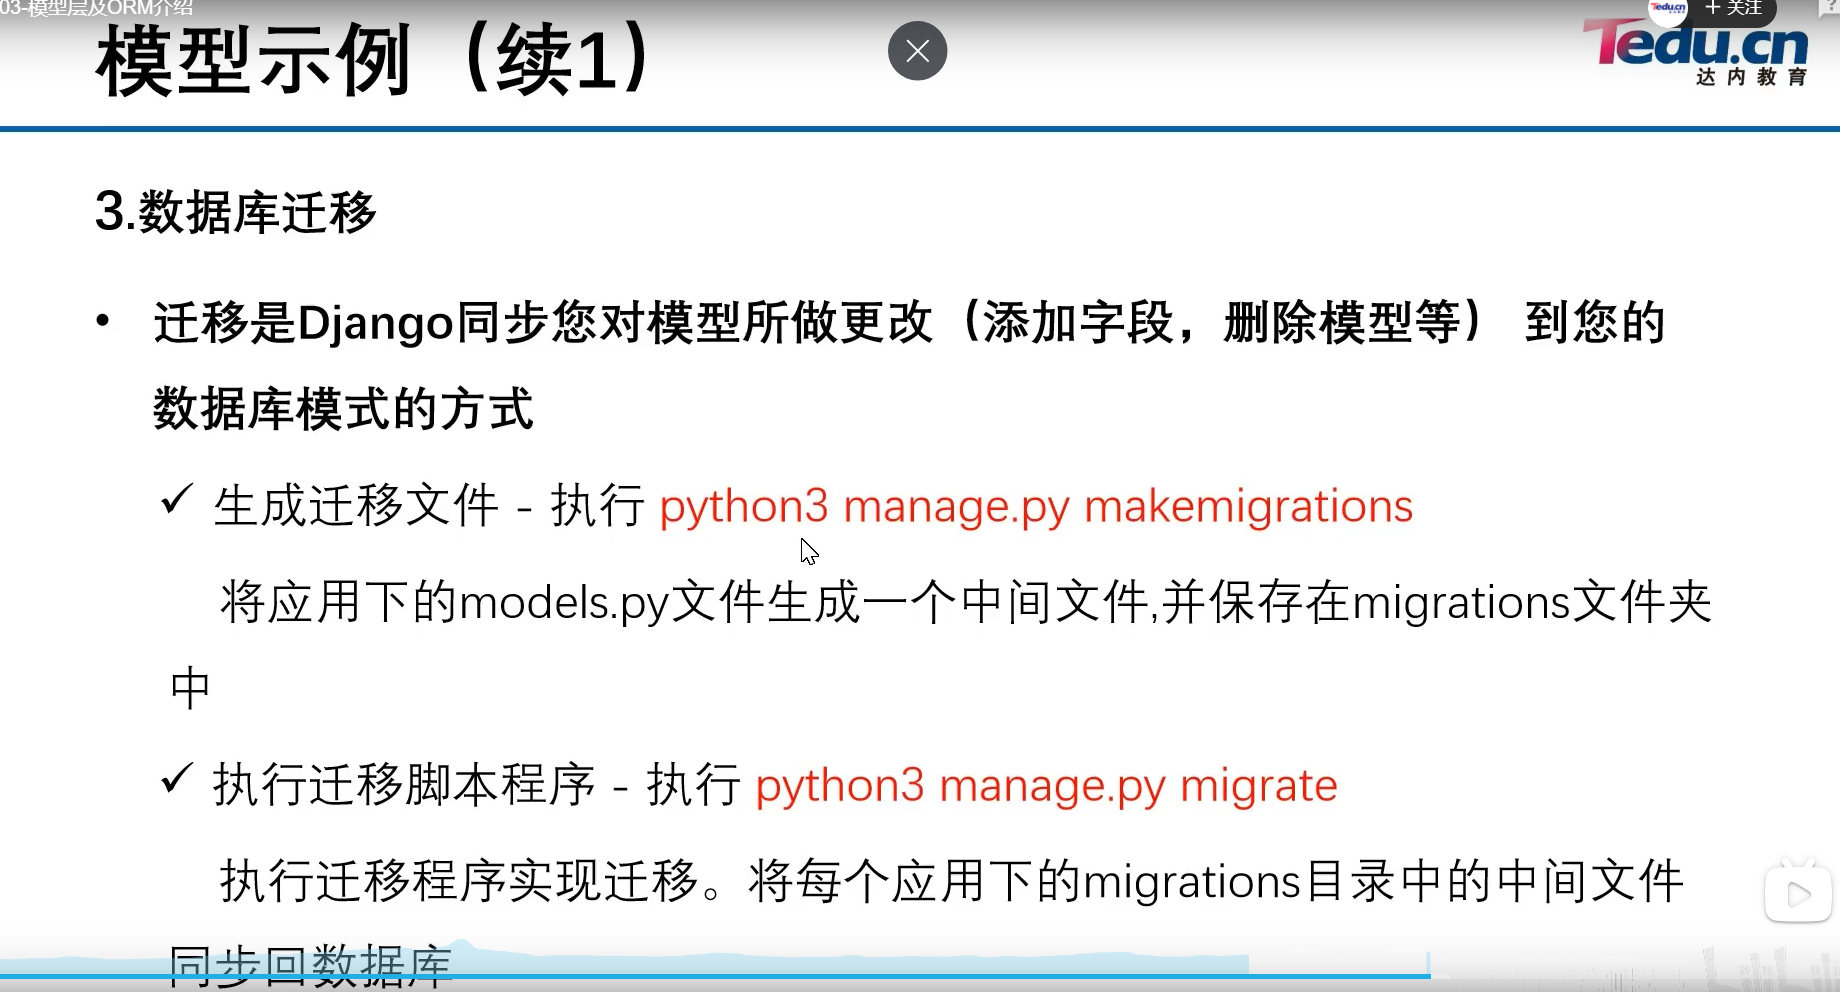 03-模型层及ORM介绍
Tedu.cn
+ 关注
模型示例（续1）
Tedu.cn
达内教育
3.数据库迁移
• 迁移是Django同步您对模型所做更改（添加字段，删除模型等） 到您的
数据库模式的方式
✓ 生成迁移文件 - 执行 python3 manage.py makemigrations
将应用下的models.py文件生成一个中间文件,并保存在migrations文件夹
中
✓ 执行迁移脚本程序 - 执行 python3 manage.py migrate
执行迁移程序实现迁移。将每个应用下的migrations目录中的中间文件
同步回数据库